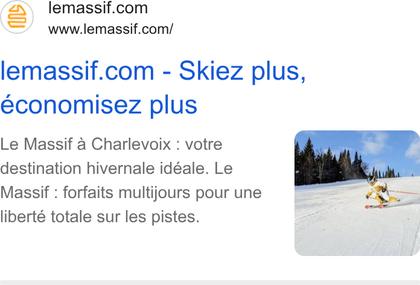 lemassif.com
www.lemassif.com/
lemassif.com - Skiez plus,
économisez plus
Le Massif à Charlevoix : votre
destination hivernale idéale. Le
Massif : forfaits multijours pour une
liberté totale sur les pistes.